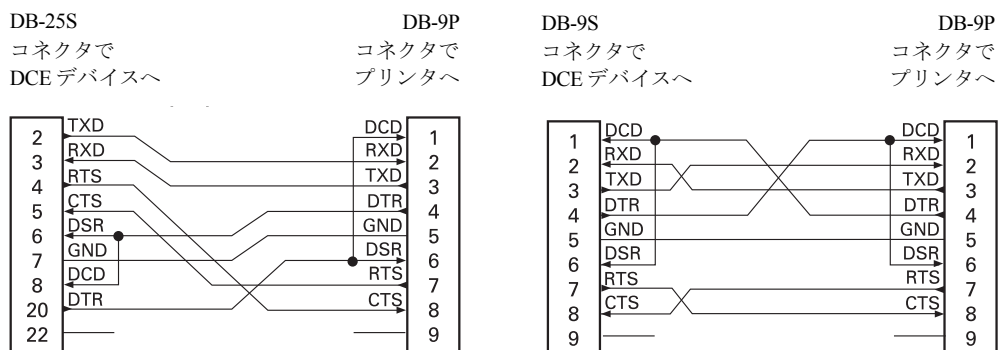 DB-25S
コネクタで
DCE デバイスへ
DB-9P
コネクタで
プリンタへ
2 TXD
3 RXD
4 RTS
5 CTS
6 DSR
7 GND
8 DCD
20 DTR
22
DCD 1
RXD 2
TXD 3
DTR 4
GND 5
DSR 6
RTS 7
CTS 8
9
DB-9S
コネクタで
DCE デバイスへ
DB-9P
コネクタで
プリンタへ
1 DCD
2 RXD
3 TXD
4 DTR
5 GND
6 DSR
7 RTS
8 CTS
9
DCD 1
RXD 2
TXD 3
DTR 4
GND 5
DSR 6
RTS 7
CTS 8
9